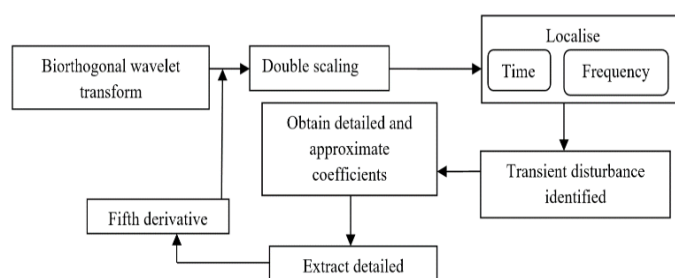 Localise
Biorthogonal wavelet
transform
Double scaling
Time
Frequency
Obtain detailed and
approximate
coefficients
Transient disturbance
identified
Fifth derivative
Extract detailed